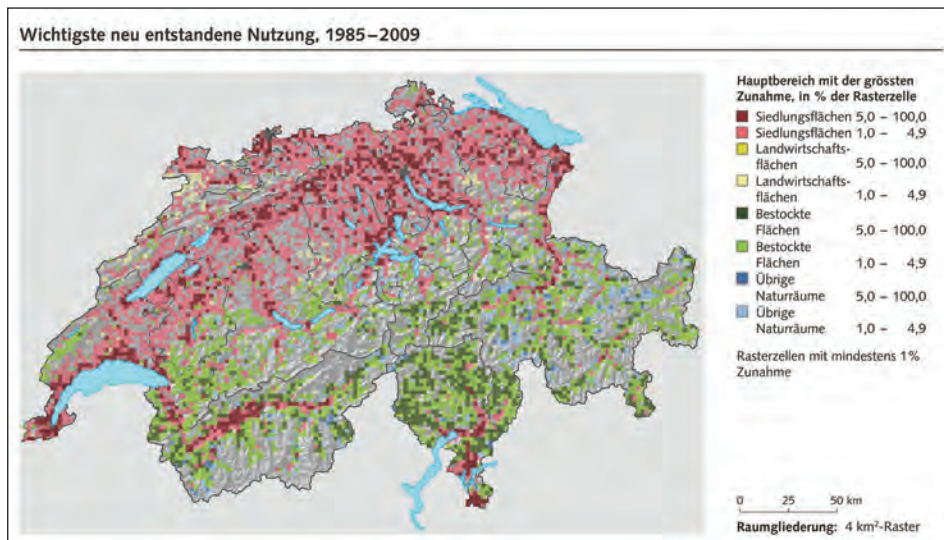 Wichtigste neu entstandene Nutzung, 1985–2009
Hauptbereich mit der grössten
Zunahme, in % der Rasterzelle
Siedlungsflächen 5,0 – 100,0
Siedlungsflächen 1,0 – 4,9
Landwirtschafts-
flächen 5,0 – 100,0
Landwirtschafts-
flächen 1,0 – 4,9
Bestockte
Flächen 5,0 – 100,0
Bestockte
Flächen 1,0 – 4,9
Übrige
Naturräume 5,0 – 100,0
Übrige
Naturräume 1,0 – 4,9
Rasterzellen mit mindestens 1%
Zunahme
0 25 50 km
Raumgliederung: 4 km²-Raster